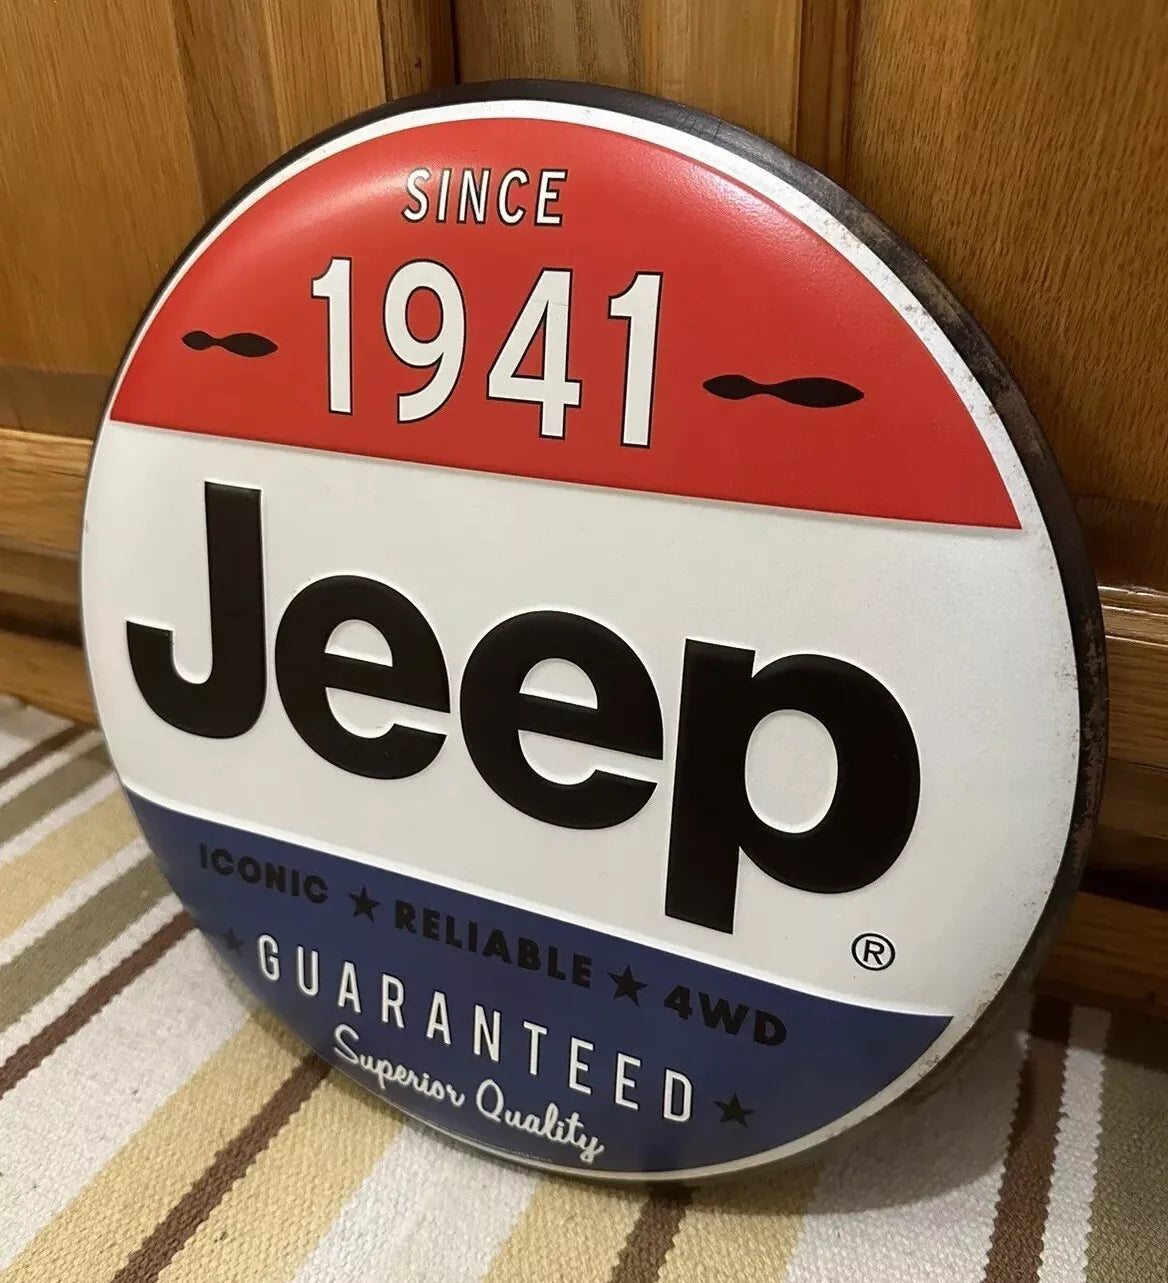 SINCE
1941
Jeep
®
ICONIC ★ RELIABLE ★ 4WD
★ GUARANTEED ★
Superior Quality